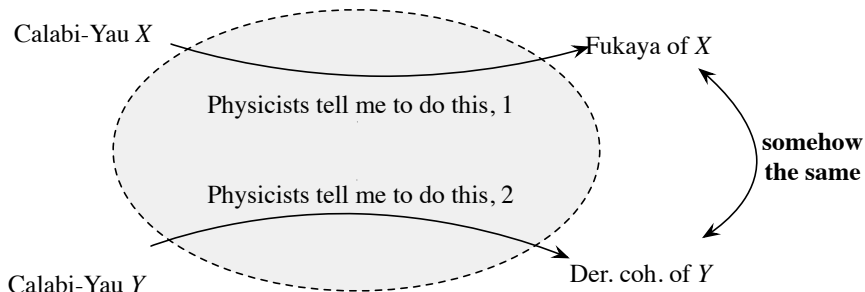 Calabi-Yau X
Fukaya of X
Physicists tell me to do this, 1
somehow
the same
Physicists tell me to do this, 2
Der. coh. of Y
Calabi-Yau Y